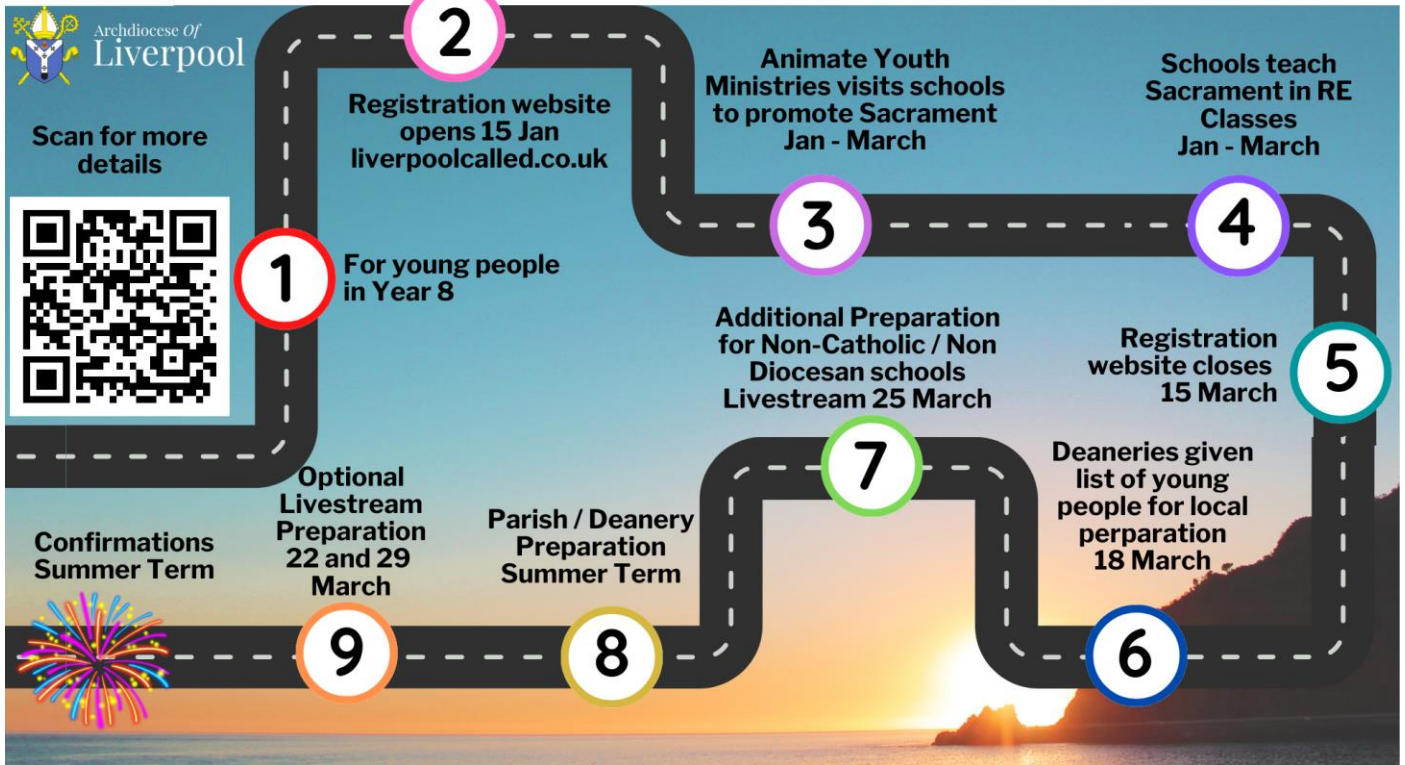 Archdiocese Of
Liverpool
Scan for more
details
1
For young people
in Year 8
2
Registration website
opens 15 Jan
liverpoolcalled.co.uk
3
Animate Youth
Ministries visits schools
to promote Sacrament
Jan - March
4
Schools teach
Sacrament in RE
Classes
Jan - March
5
Registration
website closes
15 March
6
Deaneries given
list of young
people for local
perparation
18 March
7
Additional Preparation
for Non-Catholic / Non
Diocesan schools
Livestream 25 March
8
Parish / Deanery
Preparation
Summer Term
9
Optional
Livestream
Preparation
22 and 29
March
Confirmations
Summer Term